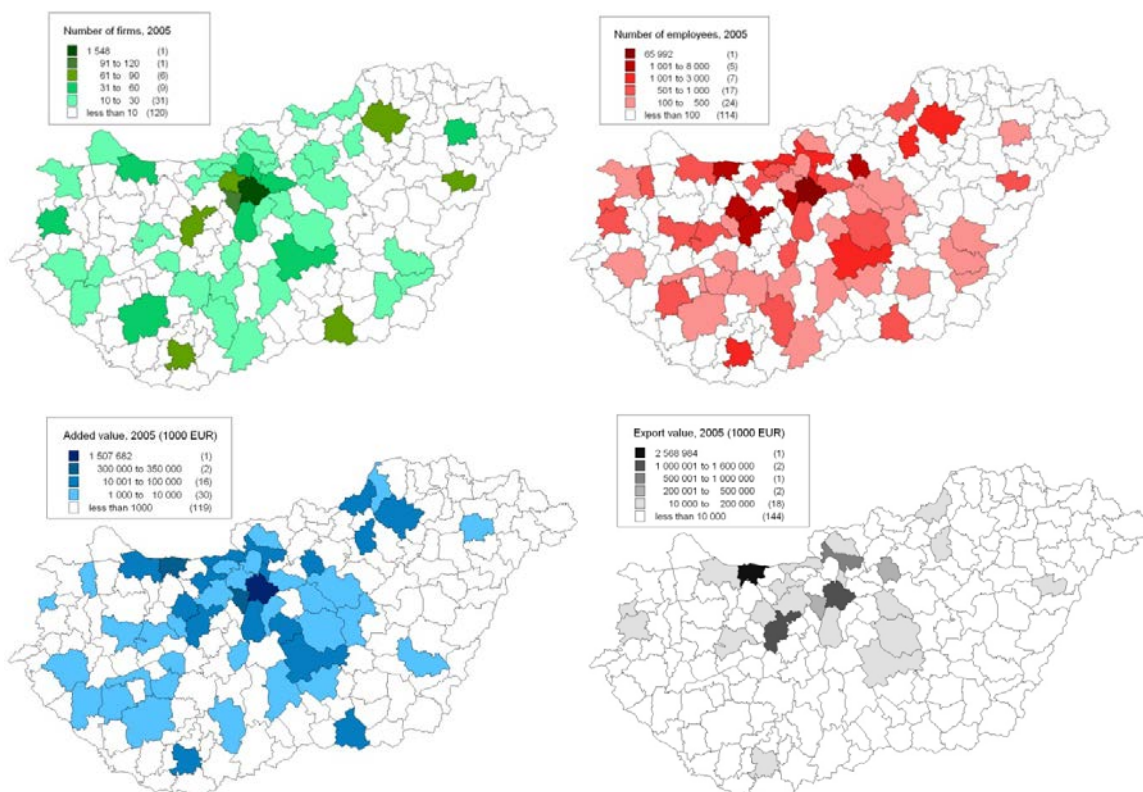 Number of firms, 2005
1 548 (1)
91 to 120 (1)
61 to 90 (6)
31 to 60 (9)
10 to 30 (31)
less than 10 (120)
Number of employees, 2005
65 992 (1)
1 001 to 8 000 (5)
1 001 to 3 000 (7)
501 to 1 000 (17)
100 to 500 (24)
less than 100 (114)
Added value, 2005 (1000 EUR)
1 507 682 (1)
300 000 to 350 000 (2)
10 001 to 100 000 (16)
1 000 to 10 000 (30)
less than 1000 (119)
Export value, 2005 (1000 EUR)
2 568 984 (1)
1 000 001 to 1 600 000 (2)
500 001 to 1 000 000 (1)
200 001 to 500 000 (2)
10 000 to 200 000 (18)
less than 10 000 (144)